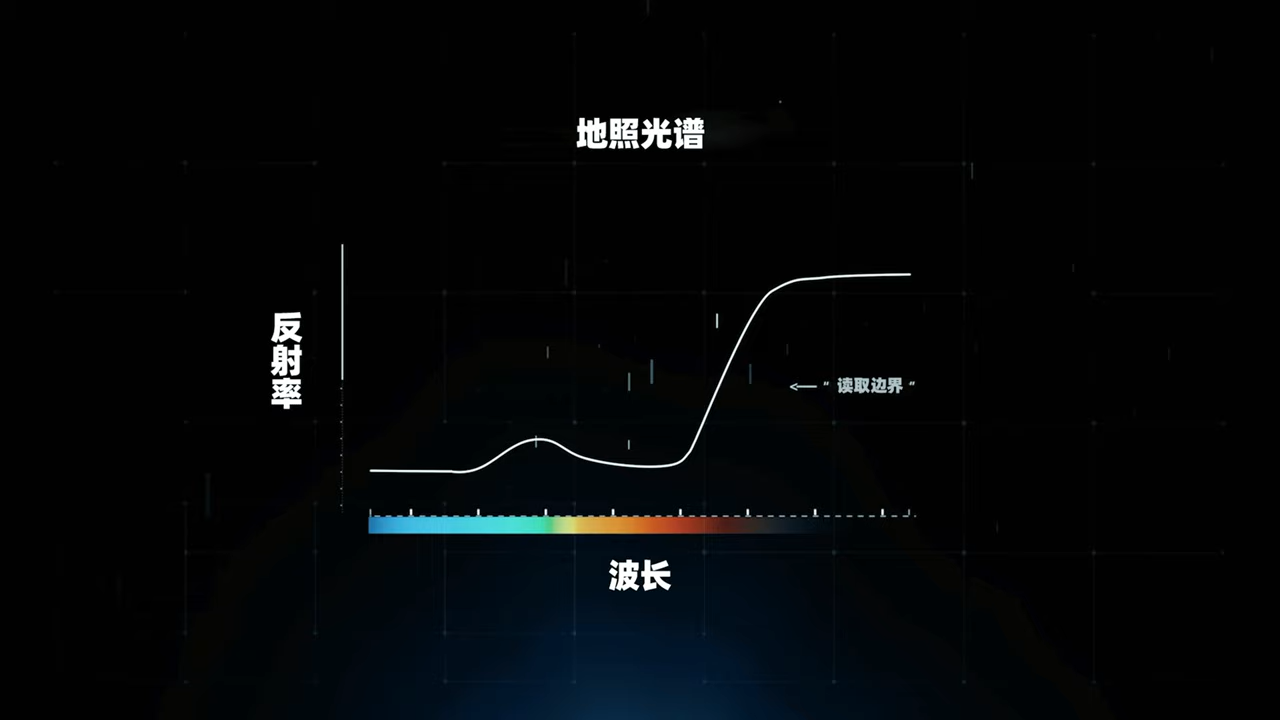 地照光谱
反射率
" 读取边界 "
波长